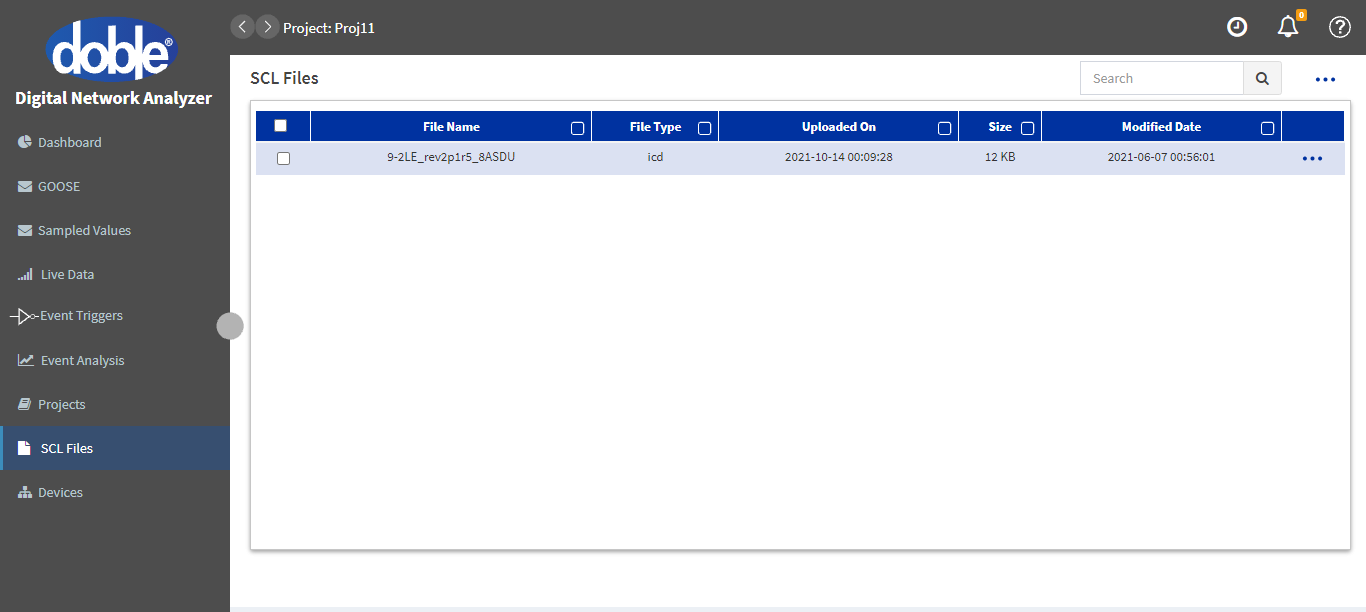 doble®
Digital Network Analyzer
Dashboard
GOOSE
Sampled Values
Live Data
Event Triggers
Event Analysis
Projects
SCL Files
Devices
Project: Proj11
0
SCL Files
Search
File Name File Type Uploaded On Size Modified Date
9-2LE_rev2p1r5_8ASDU icd 2021-10-14 00:09:28 12 KB 2021-06-07 00:56:01